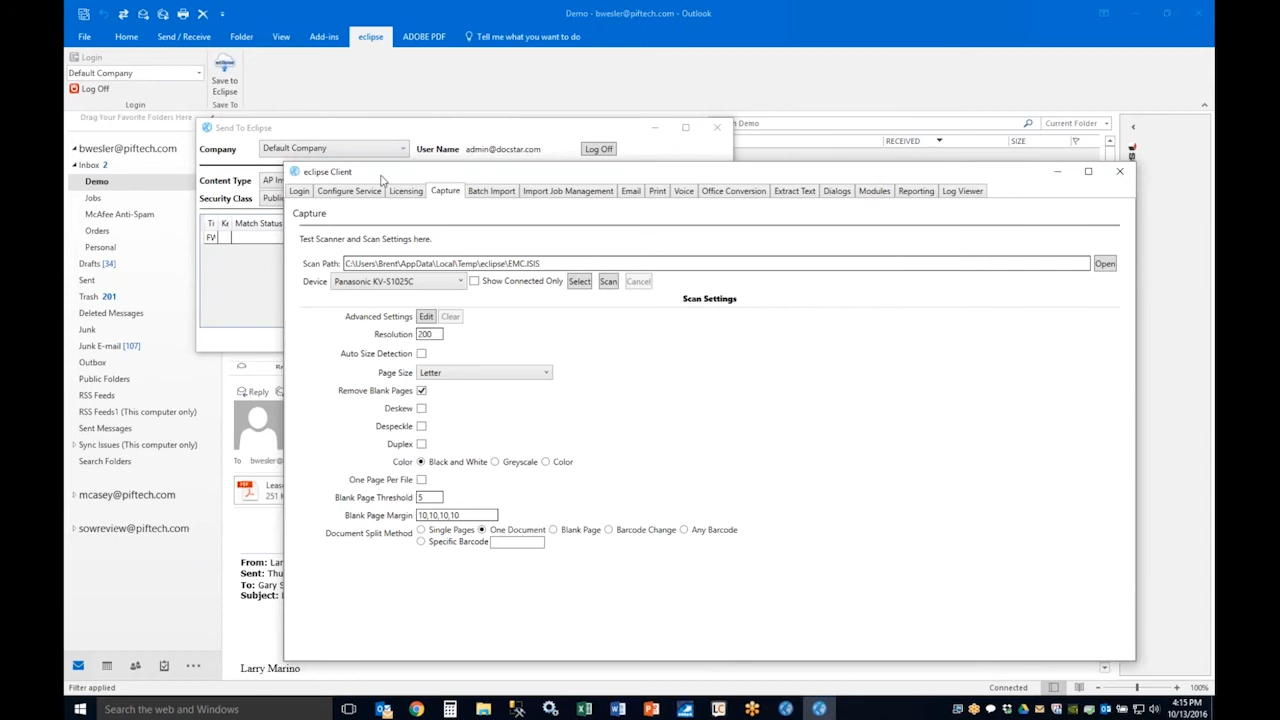 Demo - bwesler@piftech.com - Outlook
File Home Send / Receive Folder View Add-ins eclipse ADOBE PDF Tell me what you want to do
Login
Default Company
Log Off
Login
eclipse
Save to
Eclipse
Save To
Drag Your Favorite Folders Here
bwesler@piftech.com
Inbox 2
Demo
Jobs
McAfee Anti-Spam
Orders
Personal
Drafts [34]
Sent
Trash 201
Deleted Messages
Junk
Junk E-mail [107]
Outbox
Public Folders
RSS Feeds
RSS Feeds1 (This computer only)
Sent Messages
Sync Issues (This computer only)
Search Folders
mcasey@piftech.com
sowreview@piftech.com
Send To Eclipse
Company Default Company User Name admin@docstar.com Log Off
Content Type AP In
Security Class Public
Match Status
FW
Demo Current Folder
RECEIVED SIZE
Reply
To bwesler@
Leas
251 K
From: Lar
Sent: Thu
To: Gary S
Subject:
Larry Marino
eclipse Client
Login Configure Service Licensing Capture Batch Import Import Job Management Email Print Voice Office Conversion Extract Text Dialogs Modules Reporting Log Viewer
Capture
Test Scanner and Scan Settings here.
Scan Path: C:\Users\Brent\AppData\Local\Temp\eclipse\EMC.ISIS Open
Device Panasonic KV-S1025C Show Connected Only Select Scan Cancel
Scan Settings
Advanced Settings Edit Clear
Resolution 200
Auto Size Detection
Page Size Letter
Remove Blank Pages
Deskew
Despeckle
Duplex
Color Black and White Greyscale Color
One Page Per File
Blank Page Threshold 5
Blank Page Margin 10,10,10,10
Document Split Method Single Pages One Document Blank Page Barcode Change Any Barcode
Specific Barcode
Filter applied Connected 100%
Search the web and Windows
4:15 PM
10/13/2016